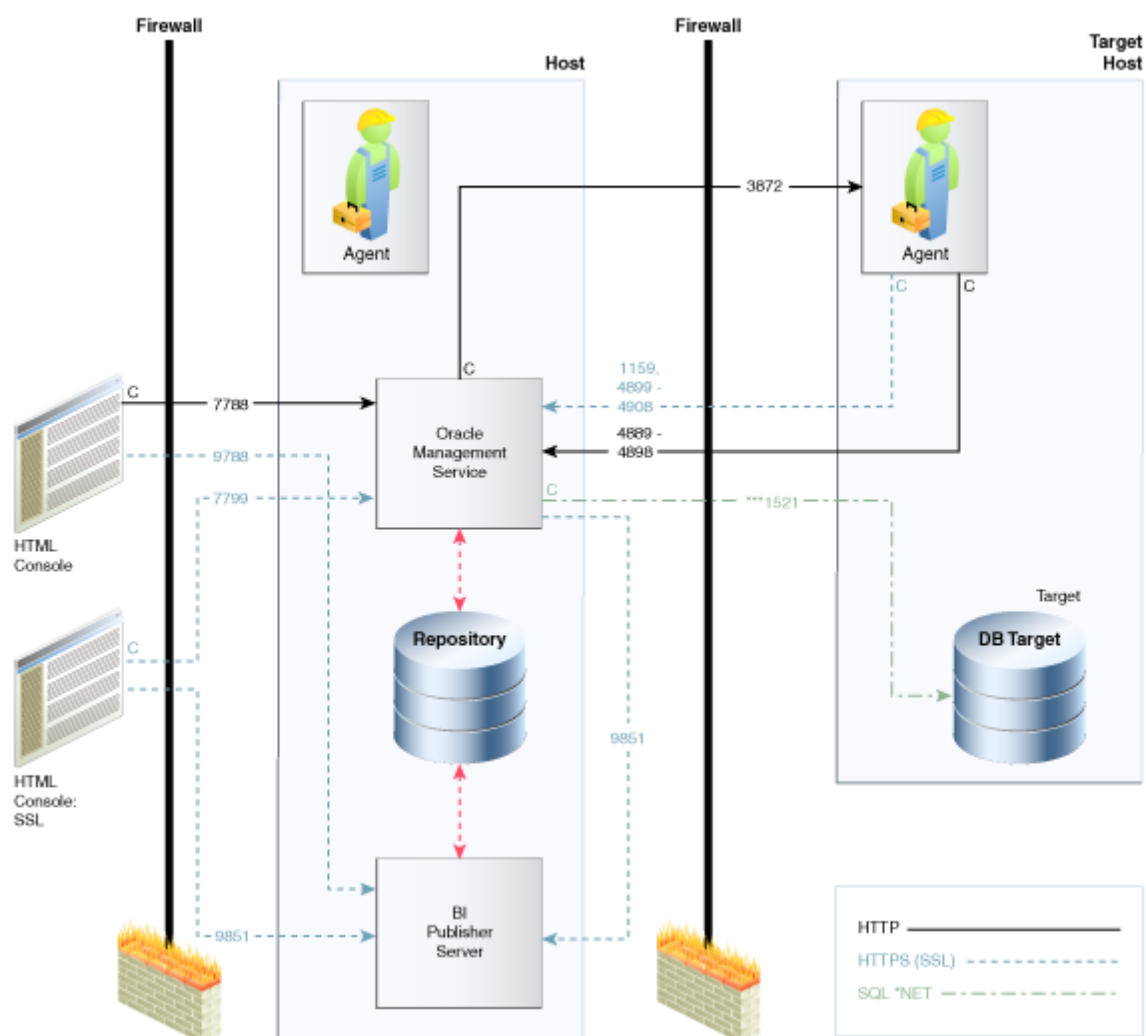 Firewall
Firewall
Host
Target
Host
Agent
3872
Agent
C
C
C
1159,
4899 -
4908
C
7788
Oracle
Management
Service
4889 -
4898
9788
C
7799
***1521
HTML
Console
Target
Repository
DB Target
C
9851
HTML
Console:
SSL
BI
Publisher
Server
9851
HTTP
HTTPS (SSL)
SQL *NET